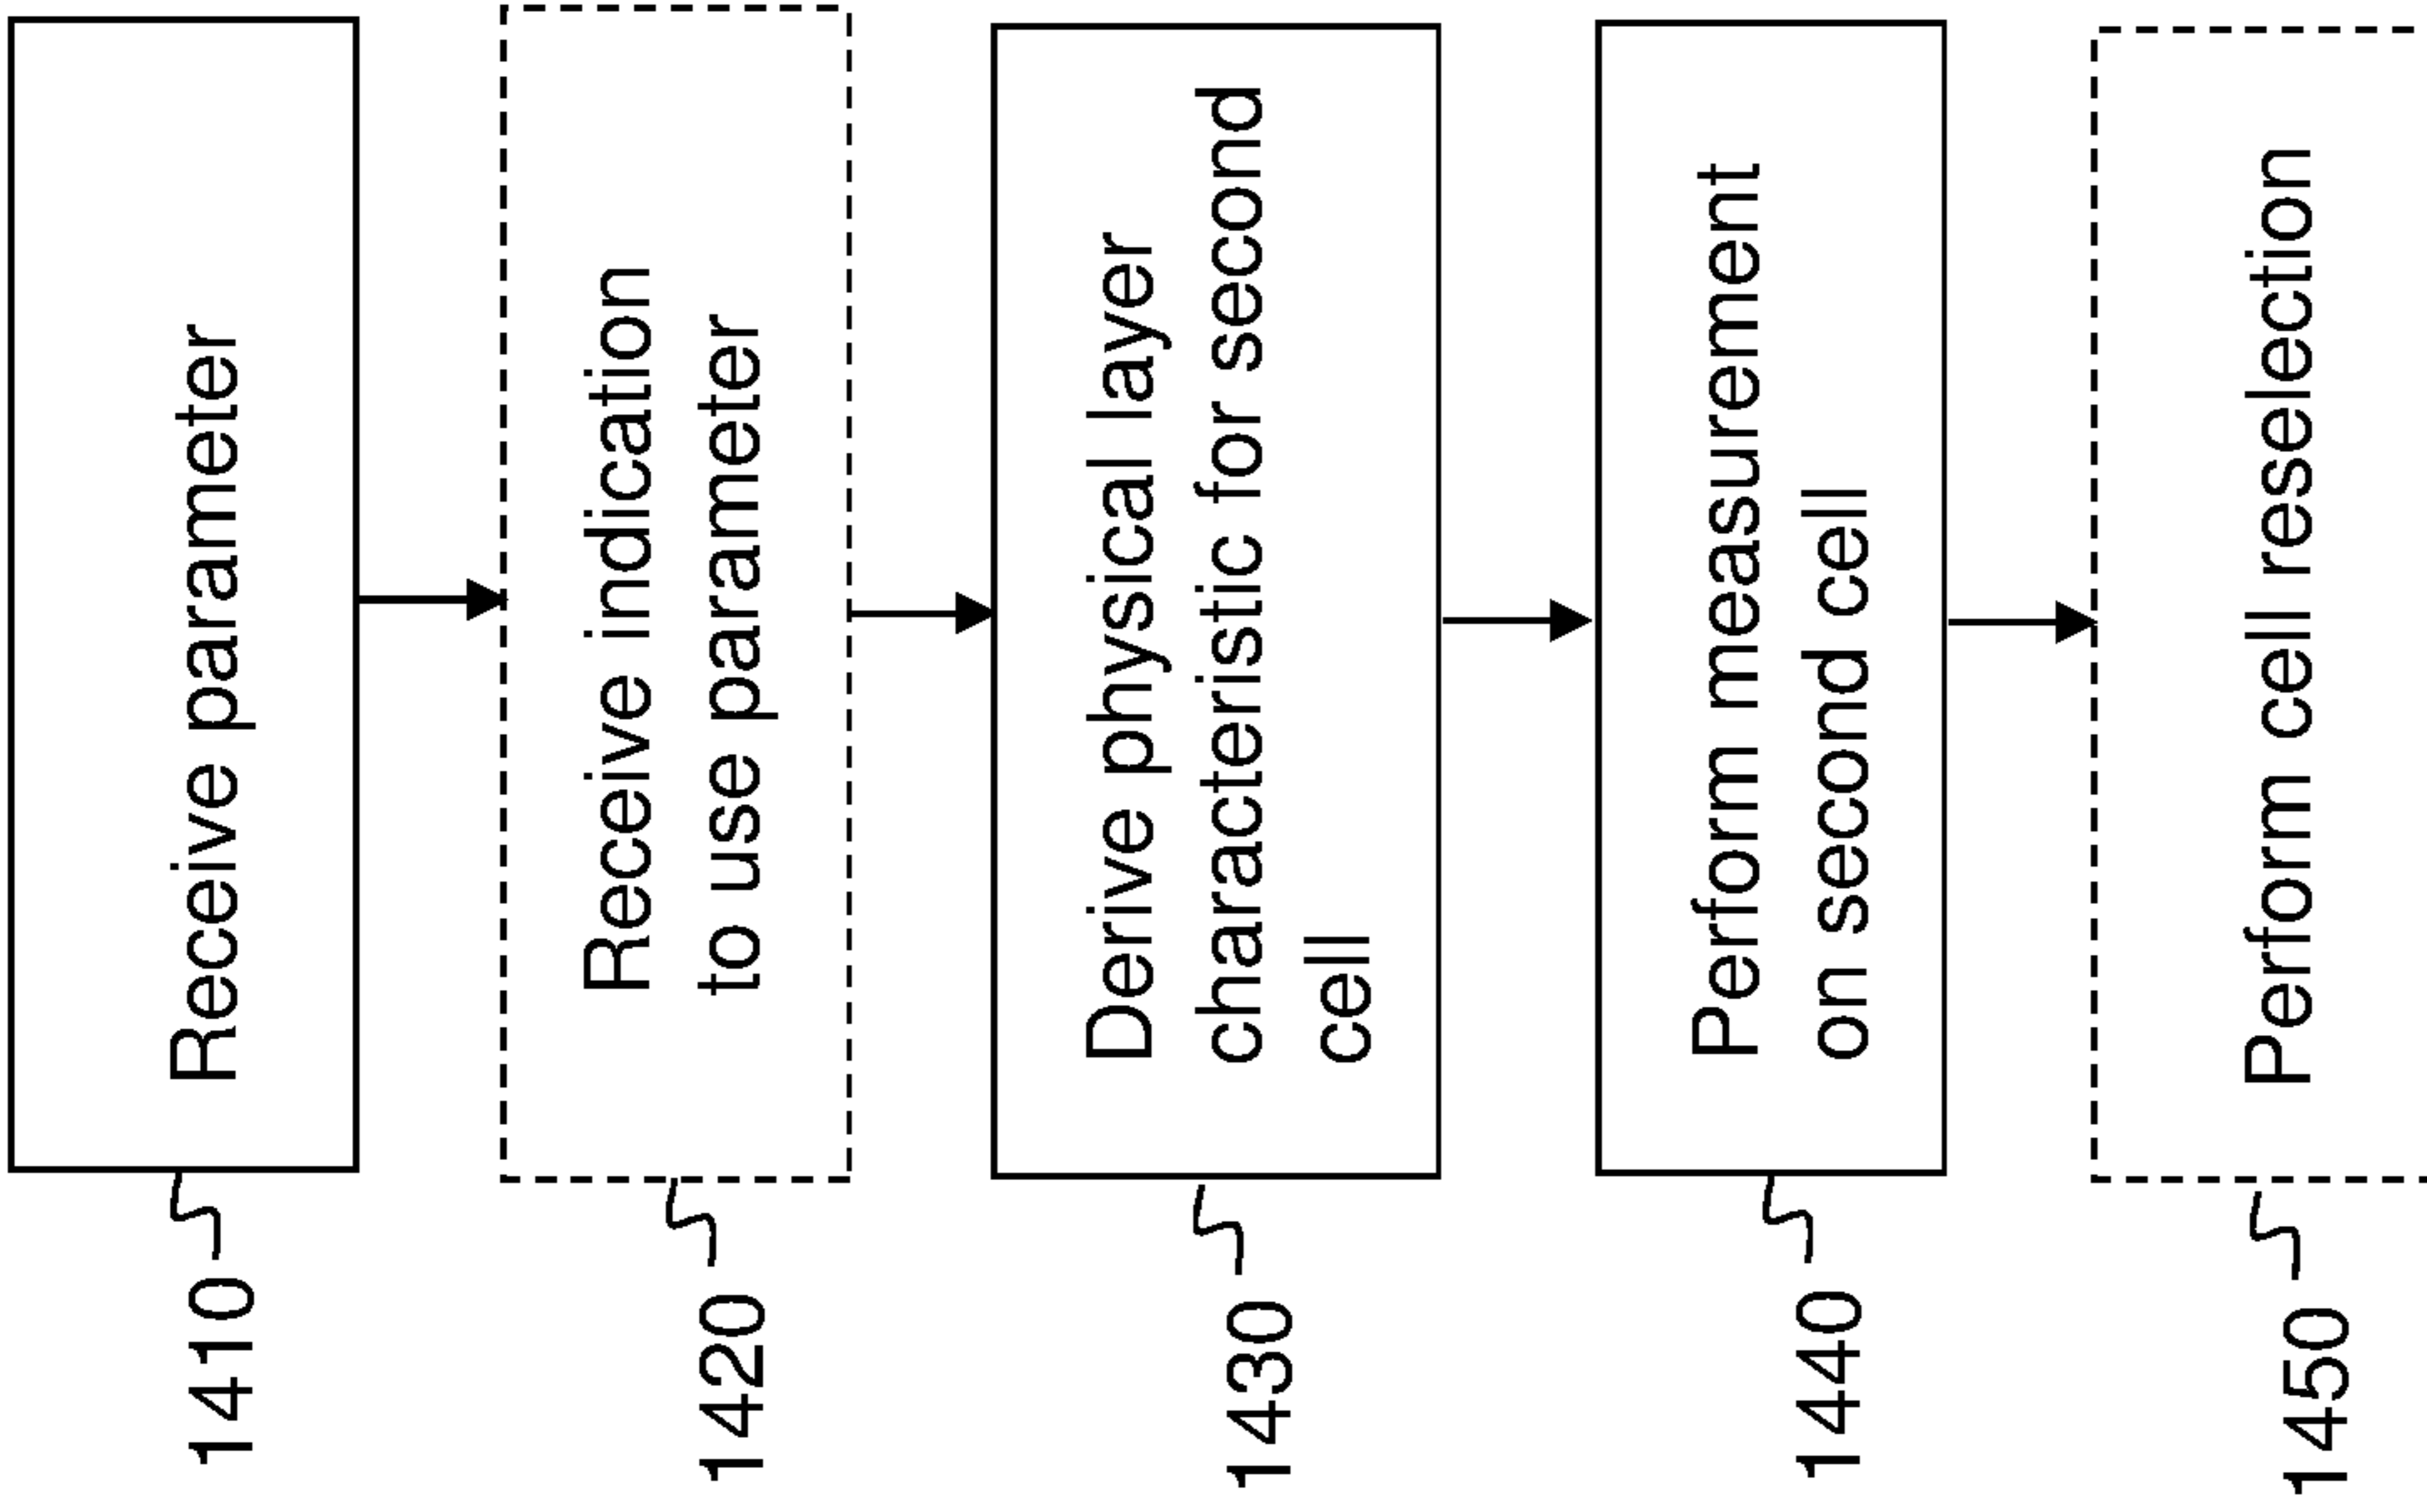 1410
Receive parameter
1420
Receive indication
to use parameter
1430
Derive physical layer
characteristic for second
cell
1440
Perform measurement
on second cell
1450
Perform cell reselection